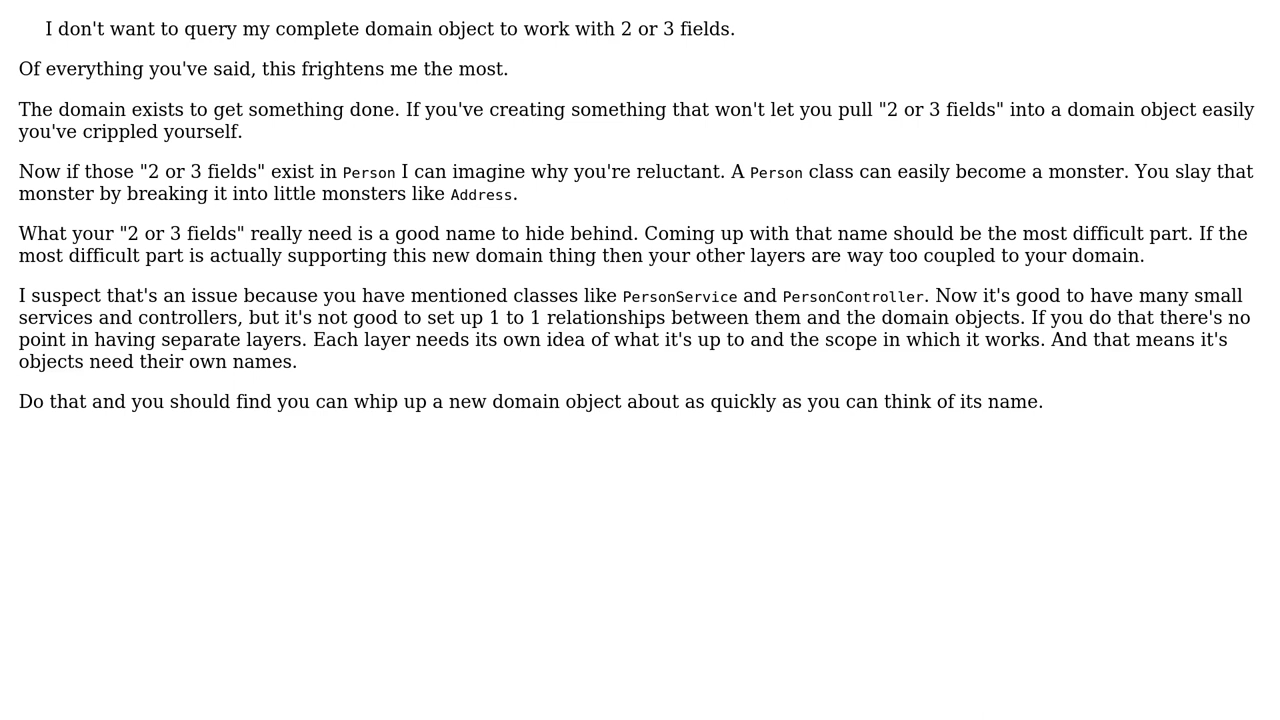 I don't want to query my complete domain object to work with 2 or 3 fields.
Of everything you've said, this frightens me the most.
The domain exists to get something done. If you've creating something that won't let you pull "2 or 3 fields" into a domain object easily
you've crippled yourself.
Now if those "2 or 3 fields" exist in Person I can imagine why you're reluctant. A Person class can easily become a monster. You slay that
monster by breaking it into little monsters like Address.
What your "2 or 3 fields" really need is a good name to hide behind. Coming up with that name should be the most difficult part. If the
most difficult part is actually supporting this new domain thing then your other layers are way too coupled to your domain.
I suspect that's an issue because you have mentioned classes like PersonService and PersonController. Now it's good to have many small
services and controllers, but it's not good to set up 1 to 1 relationships between them and the domain objects. If you do that there's no
point in having separate layers. Each layer needs its own idea of what it's up to and the scope in which it works. And that means it's
objects need their own names.
Do that and you should find you can whip up a new domain object about as quickly as you can think of its name.